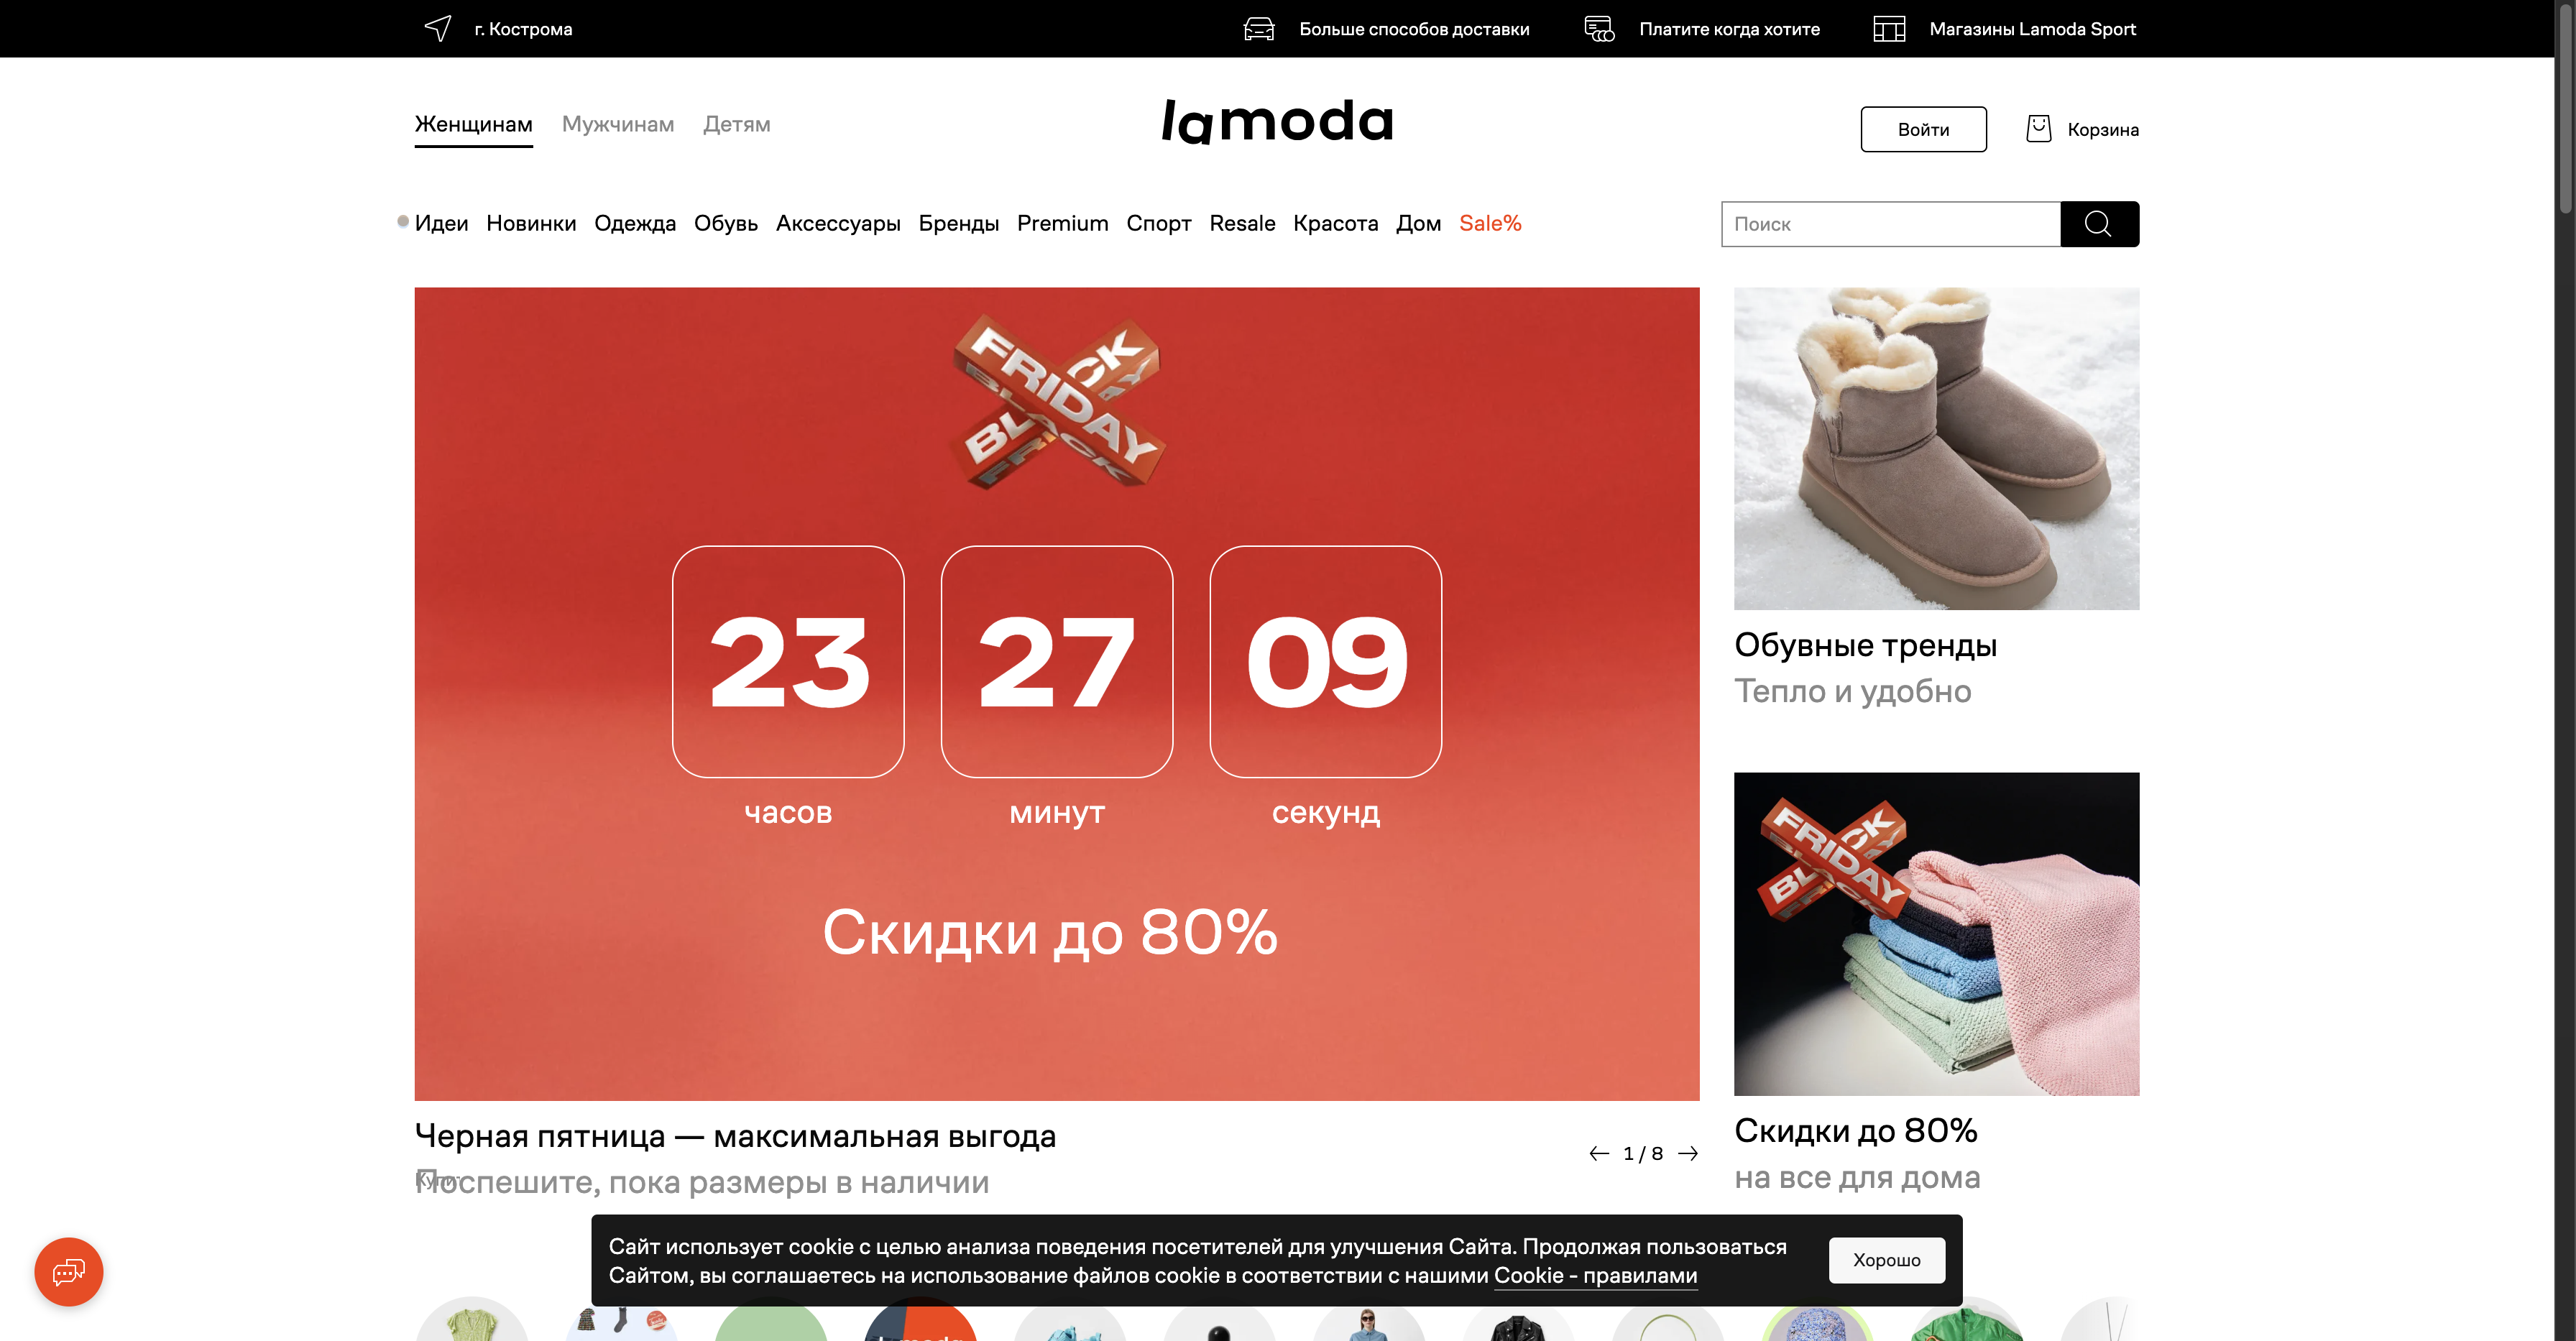 г. Кострома
Больше способов доставки
Платите когда хотите
Магазины Lamoda Sport
Женщинам
Мужчинам
Детям
lamoda
Войти
Корзина
Идеи
Новинки
Одежда
Обувь
Аксессуары
Бренды
Premium
Спорт
Resale
Красота
Дом
Sale%
Поиск
FRIDAY
BLACK
23
27
09
часов
минут
секунд
Скидки до 80%
Обувные тренды
Тепло и удобно
FRIDAY
Скидки до 80%
на все для дома
Черная пятница — максимальная выгода
Поспешите, пока размеры в наличии
1 / 8
Сайт использует cookie с целью анализа поведения посетителей для улучшения Сайта. Продолжая пользоваться
Сайтом, вы соглашаетесь на использование файлов cookie в соответствии с нашими Cookie - правилами
Хорошо